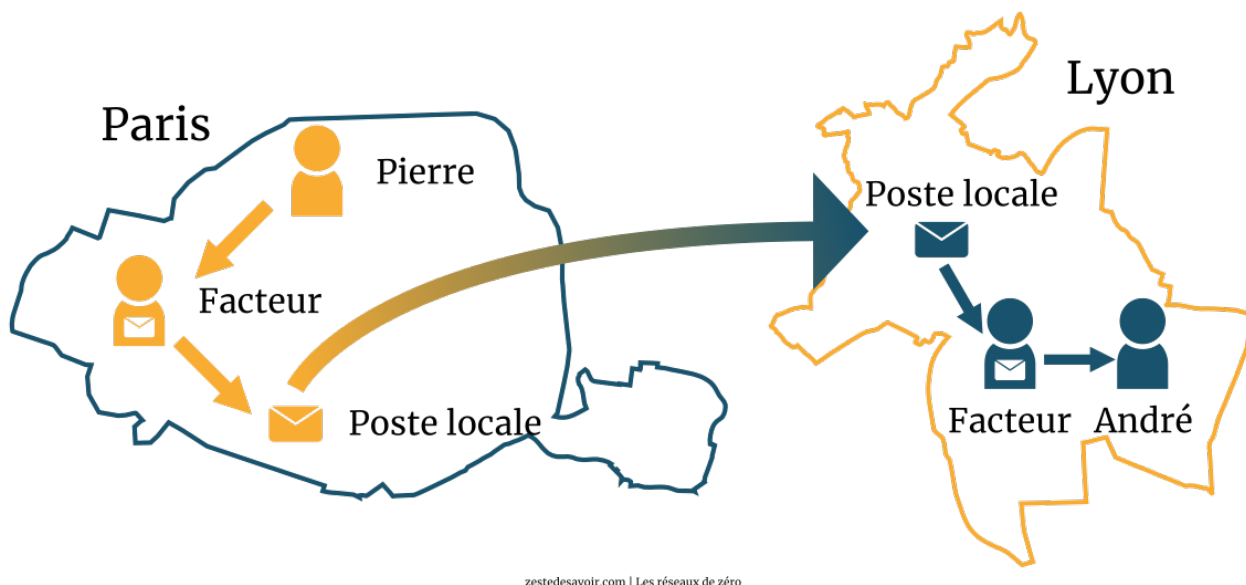 Paris
Pierre
Facteur
Poste locale
Lyon
Poste locale
Facteur
André
zestedesavoir.com | Les réseaux de zéro